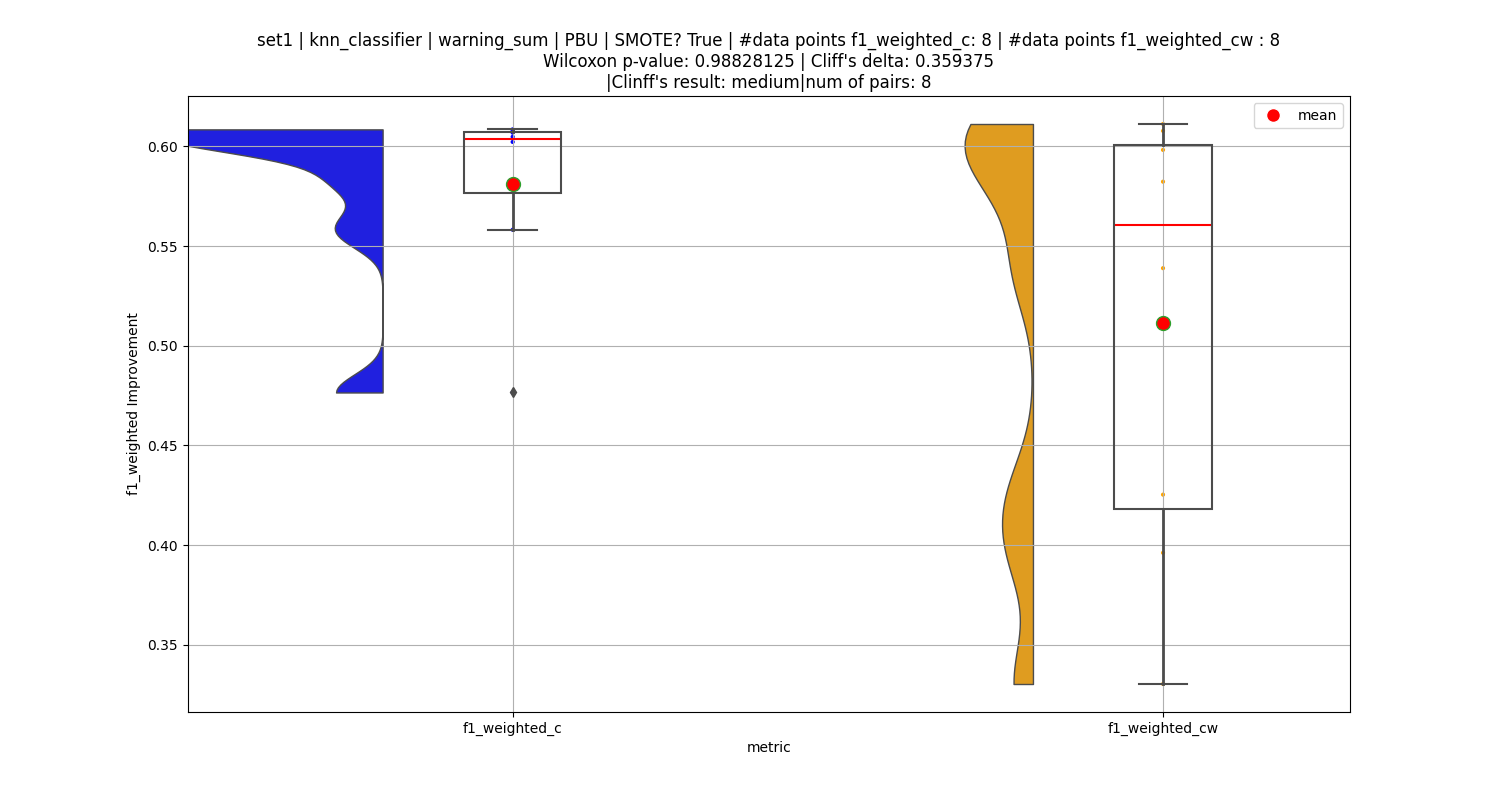 set1 | knn_classifier | warning_sum | PBU | SMOTE? True | #data points f1_weighted_c: 8 | #data points f1_weighted_cw : 8
Wilcoxon p-value: 0.98828125 | Cliff's delta: 0.359375
|Clinff's result: medium|num of pairs: 8
mean
0.60
0.55
0.50
0.45
0.40
0.35
f1_weighted Improvement
f1_weighted_c
f1_weighted_cw
metric